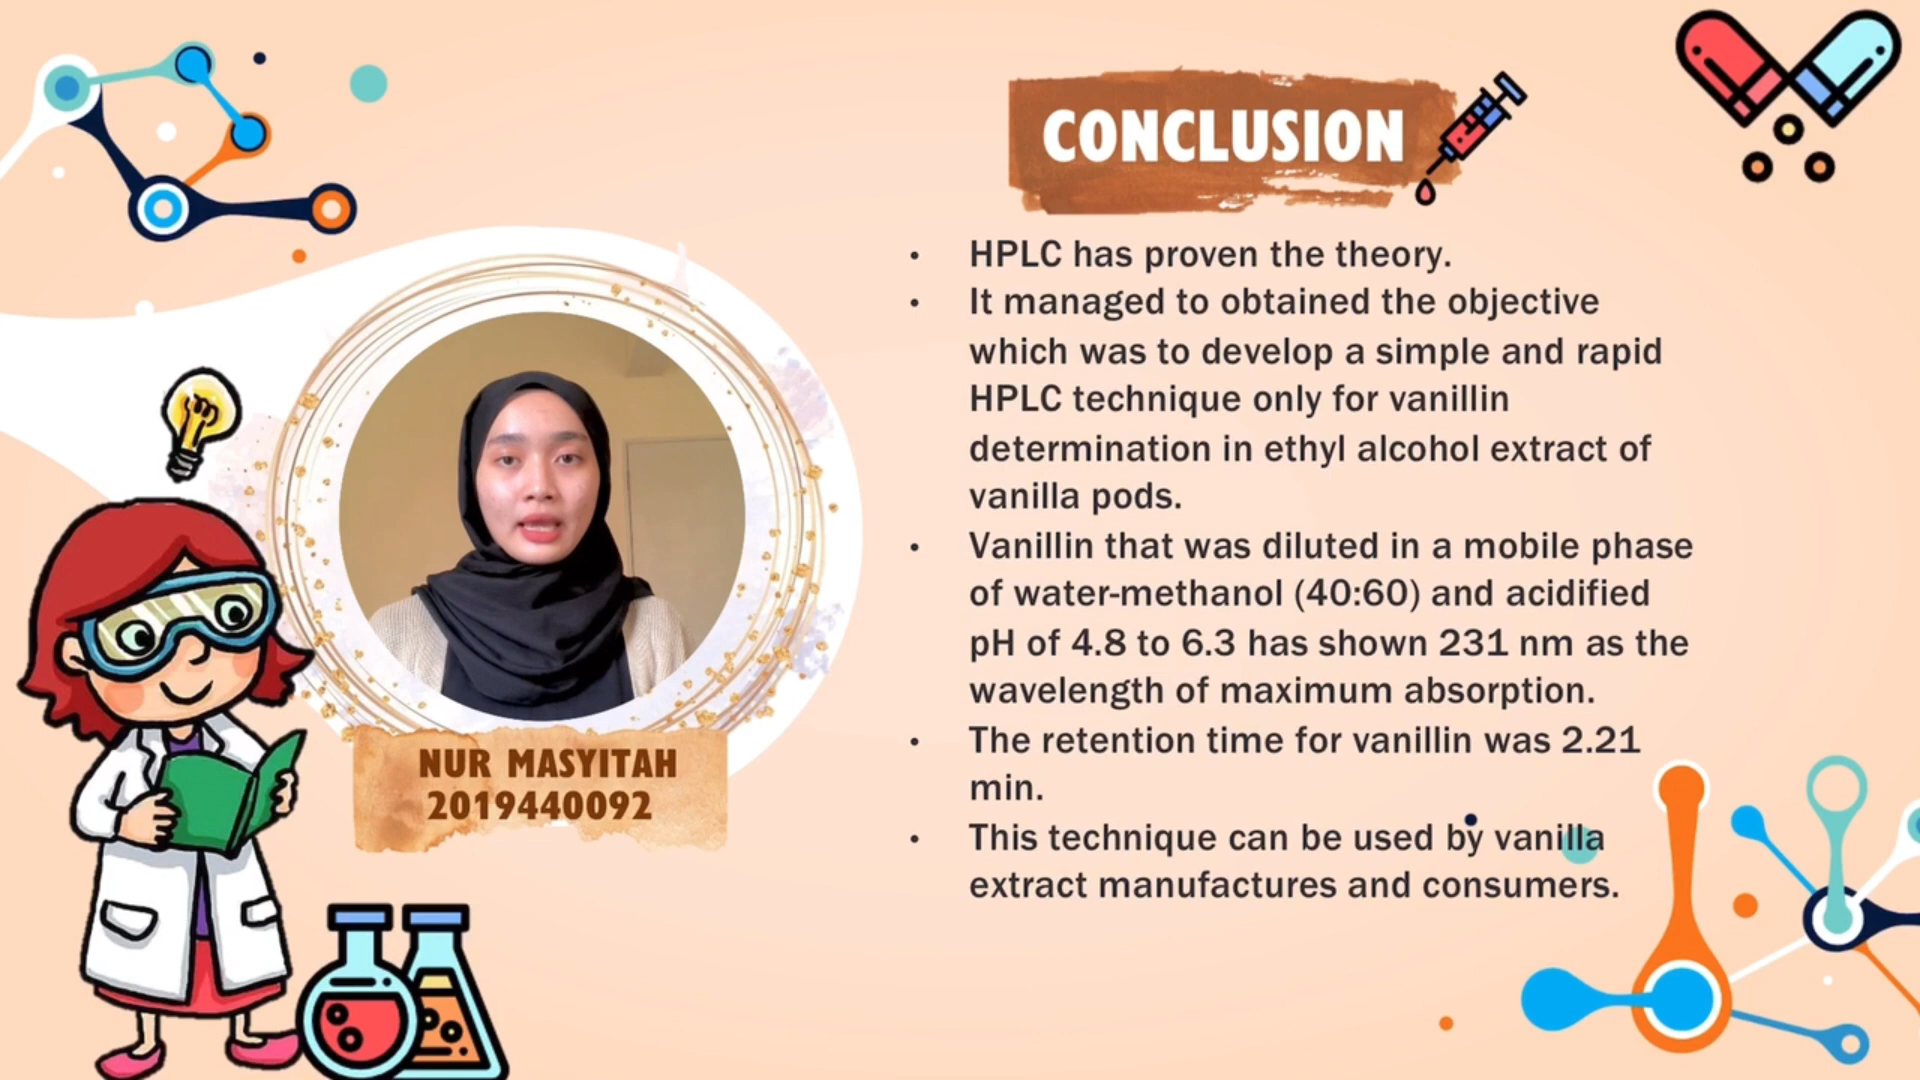 CONCLUSION
• HPLC has proven the theory.
• It managed to obtained the objective
which was to develop a simple and rapid
HPLC technique only for vanillin
determination in ethyl alcohol extract of
vanilla pods.
• Vanillin that was diluted in a mobile phase
of water-methanol (40:60) and acidified
pH of 4.8 to 6.3 has shown 231 nm as the
wavelength of maximum absorption.
• The retention time for vanillin was 2.21
min.
• This technique can be used by vanilla
extract manufactures and consumers.
NUR MASYITAH
2019440092